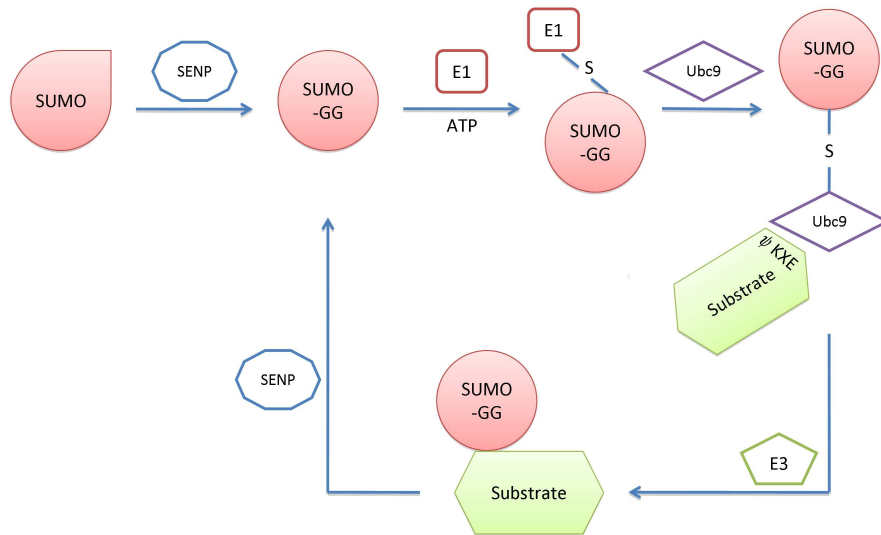 SUMO
SENP
SUMO
-GG
E1
ATP
E1
S
SUMO
-GG
Ubc9
SUMO
-GG
S
Ubc9
ψ KXE
Substrate
E3
SUMO
-GG
Substrate
SENP